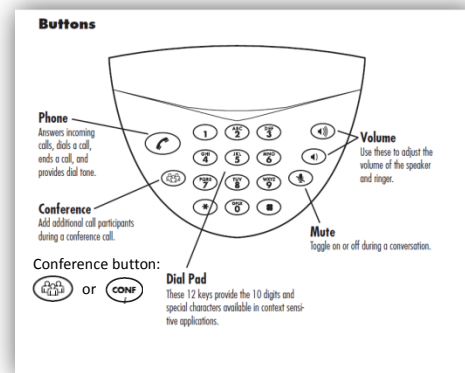 Buttons
Phone
Answers incoming
calls, dials a call,
ends a call, and
provides dial tone.
Conference
Add additional call participants
during a conference call.
Conference button:
or CONF
1 ABC 2 DEF 3
GHI 4 JKL 5 MNO 6
PQRS 7 TUV 8 WXYZ 9
* OPER 0 #
Volume
Use these to adjust the
volume of the speaker
and ringer.
Mute
Toggle on or off during a conversation.
Dial Pad
These 12 keys provide the 10 digits and
special characters available in context sensi-
tive applications.